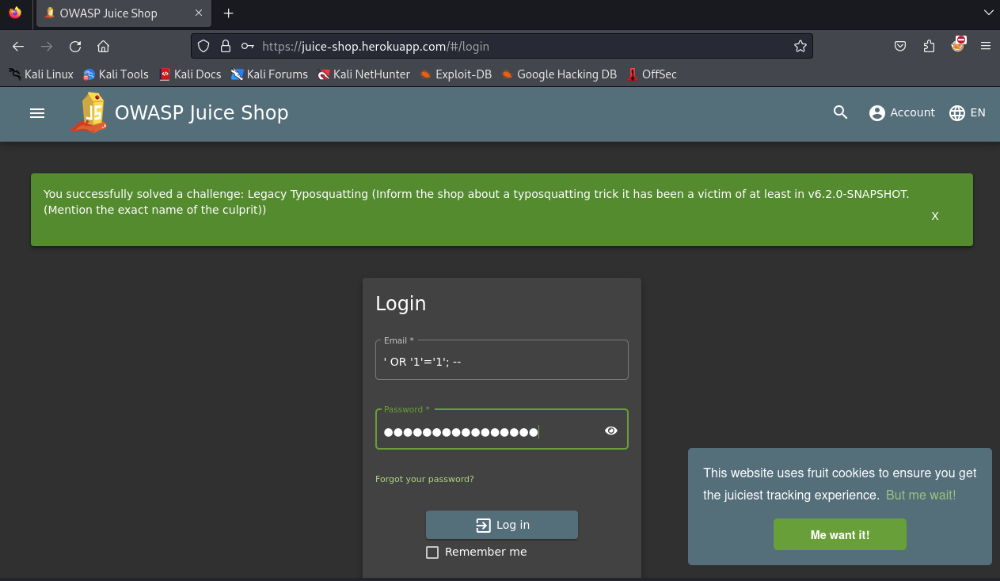 OWASP Juice Shop
https://juice-shop.herokuapp.com/#/login
Kali Linux Kali Tools Kali Docs Kali Forums Kali NetHunter Exploit-DB Google Hacking DB OffSec
JS OWASP Juice Shop Account EN
You successfully solved a challenge: Legacy Typosquatting (Inform the shop about a typosquatting trick it has been a victim of at least in v6.2.0-SNAPSHOT.
(Mention the exact name of the culprit))
X
Login
Email *
' OR '1'='1'; --
Password *
●●●●●●●●●●●●●●●●
Forgot your password?
Log in
Remember me
This website uses fruit cookies to ensure you get
the juiciest tracking experience. But me wait!
Me want it!